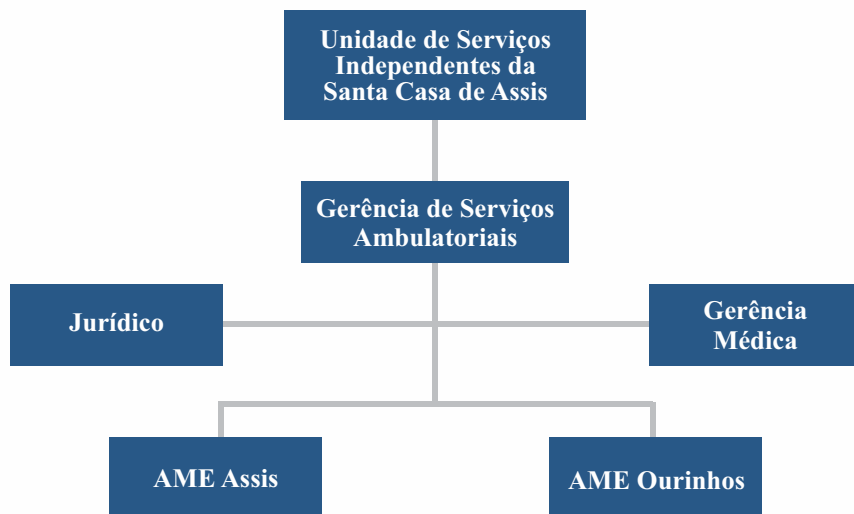 Unidade de Serviços
Independentes da
Santa Casa de Assis
Gerência de Serviços
Ambulatoriais
Jurídico
Gerência
Médica
AME Assis
AME Ourinhos